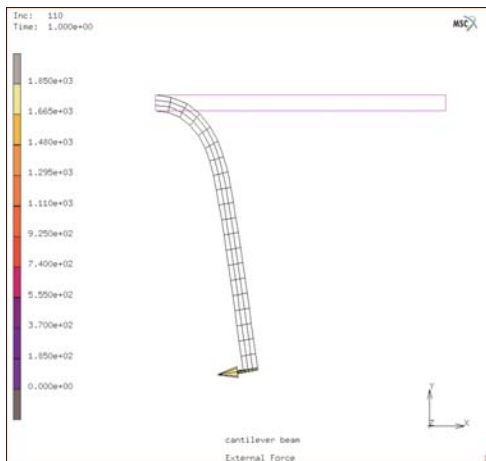 Inc: 110
Time: 1.000e+00
MSC
1.850e+03
1.665e+03
1.480e+03
1.295e+03
1.110e+03
9.250e+02
7.400e+02
5.550e+02
3.700e+02
1.850e+02
0.000e+00
Y
Z X
cantilever beam
External Force